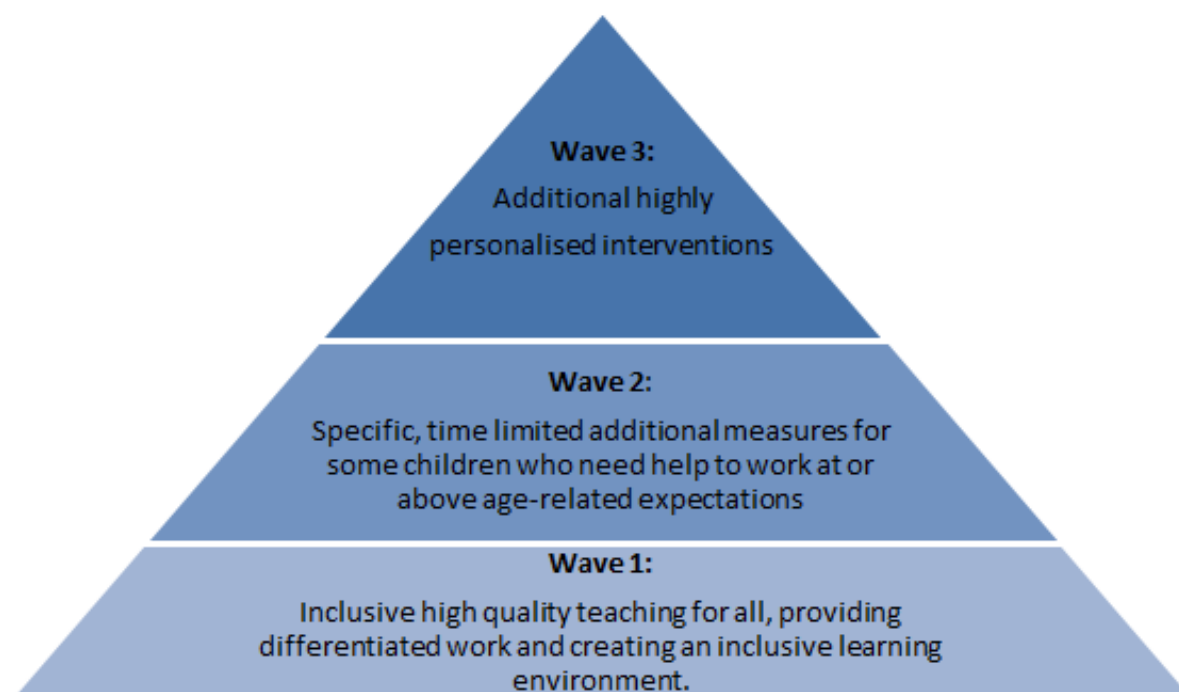 Wave 3:
Additional highly
personalised interventions
Wave 2:
Specific, time limited additional measures for
some children who need help to work at or
above age-related expectations
Wave 1:
Inclusive high quality teaching for all, providing
differentiated work and creating an inclusive learning
environment.